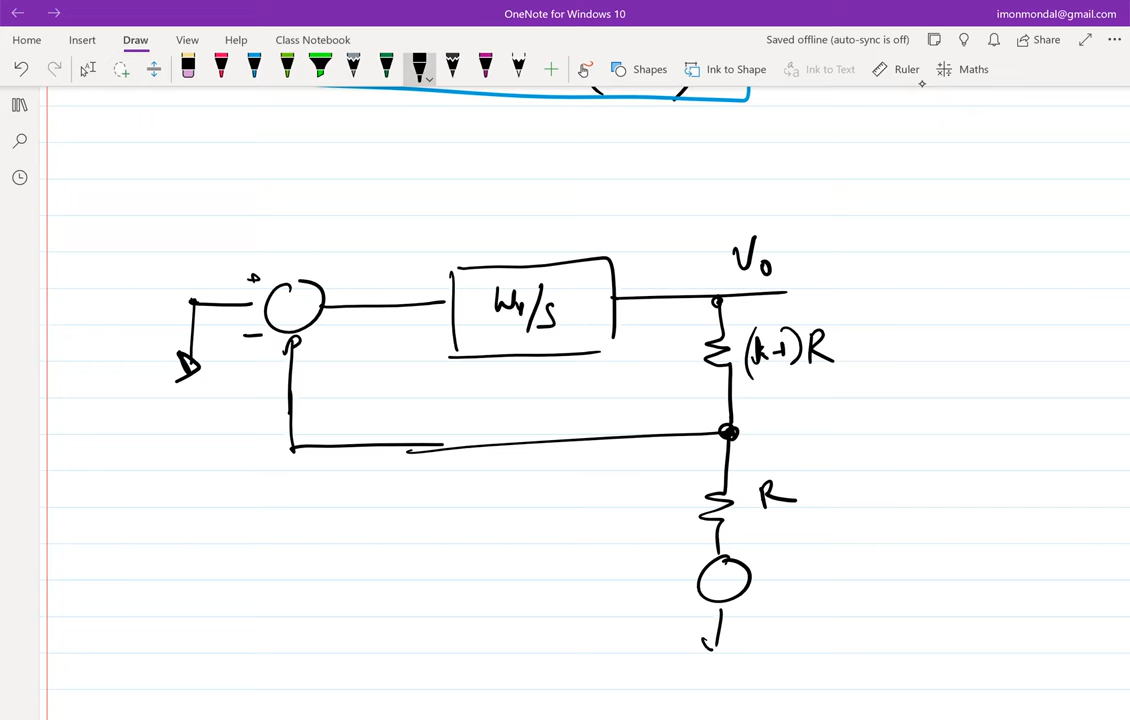 OneNote for Windows 10
imonmondal@gmail.com
Home Insert Draw View Help Class Notebook
Saved offline (auto-sync is off) Share
Shapes Ink to Shape Ink to Text Ruler Maths
V₀
+
ωu/s
−
(k-1)R
R